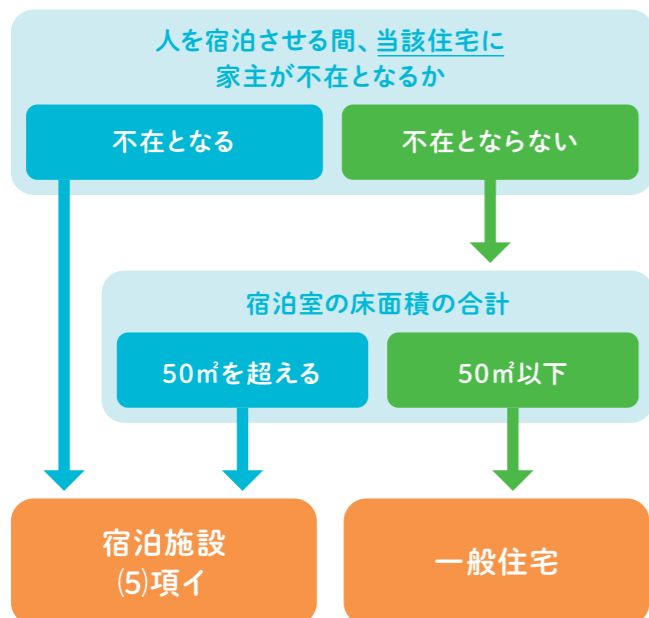 人を宿泊させる間、当該住宅に
家主が不在となるか
不在となる
不在とならない
宿泊室の床面積の合計
50㎡を超える
50㎡以下
宿泊施設
⑸項イ
一般住宅